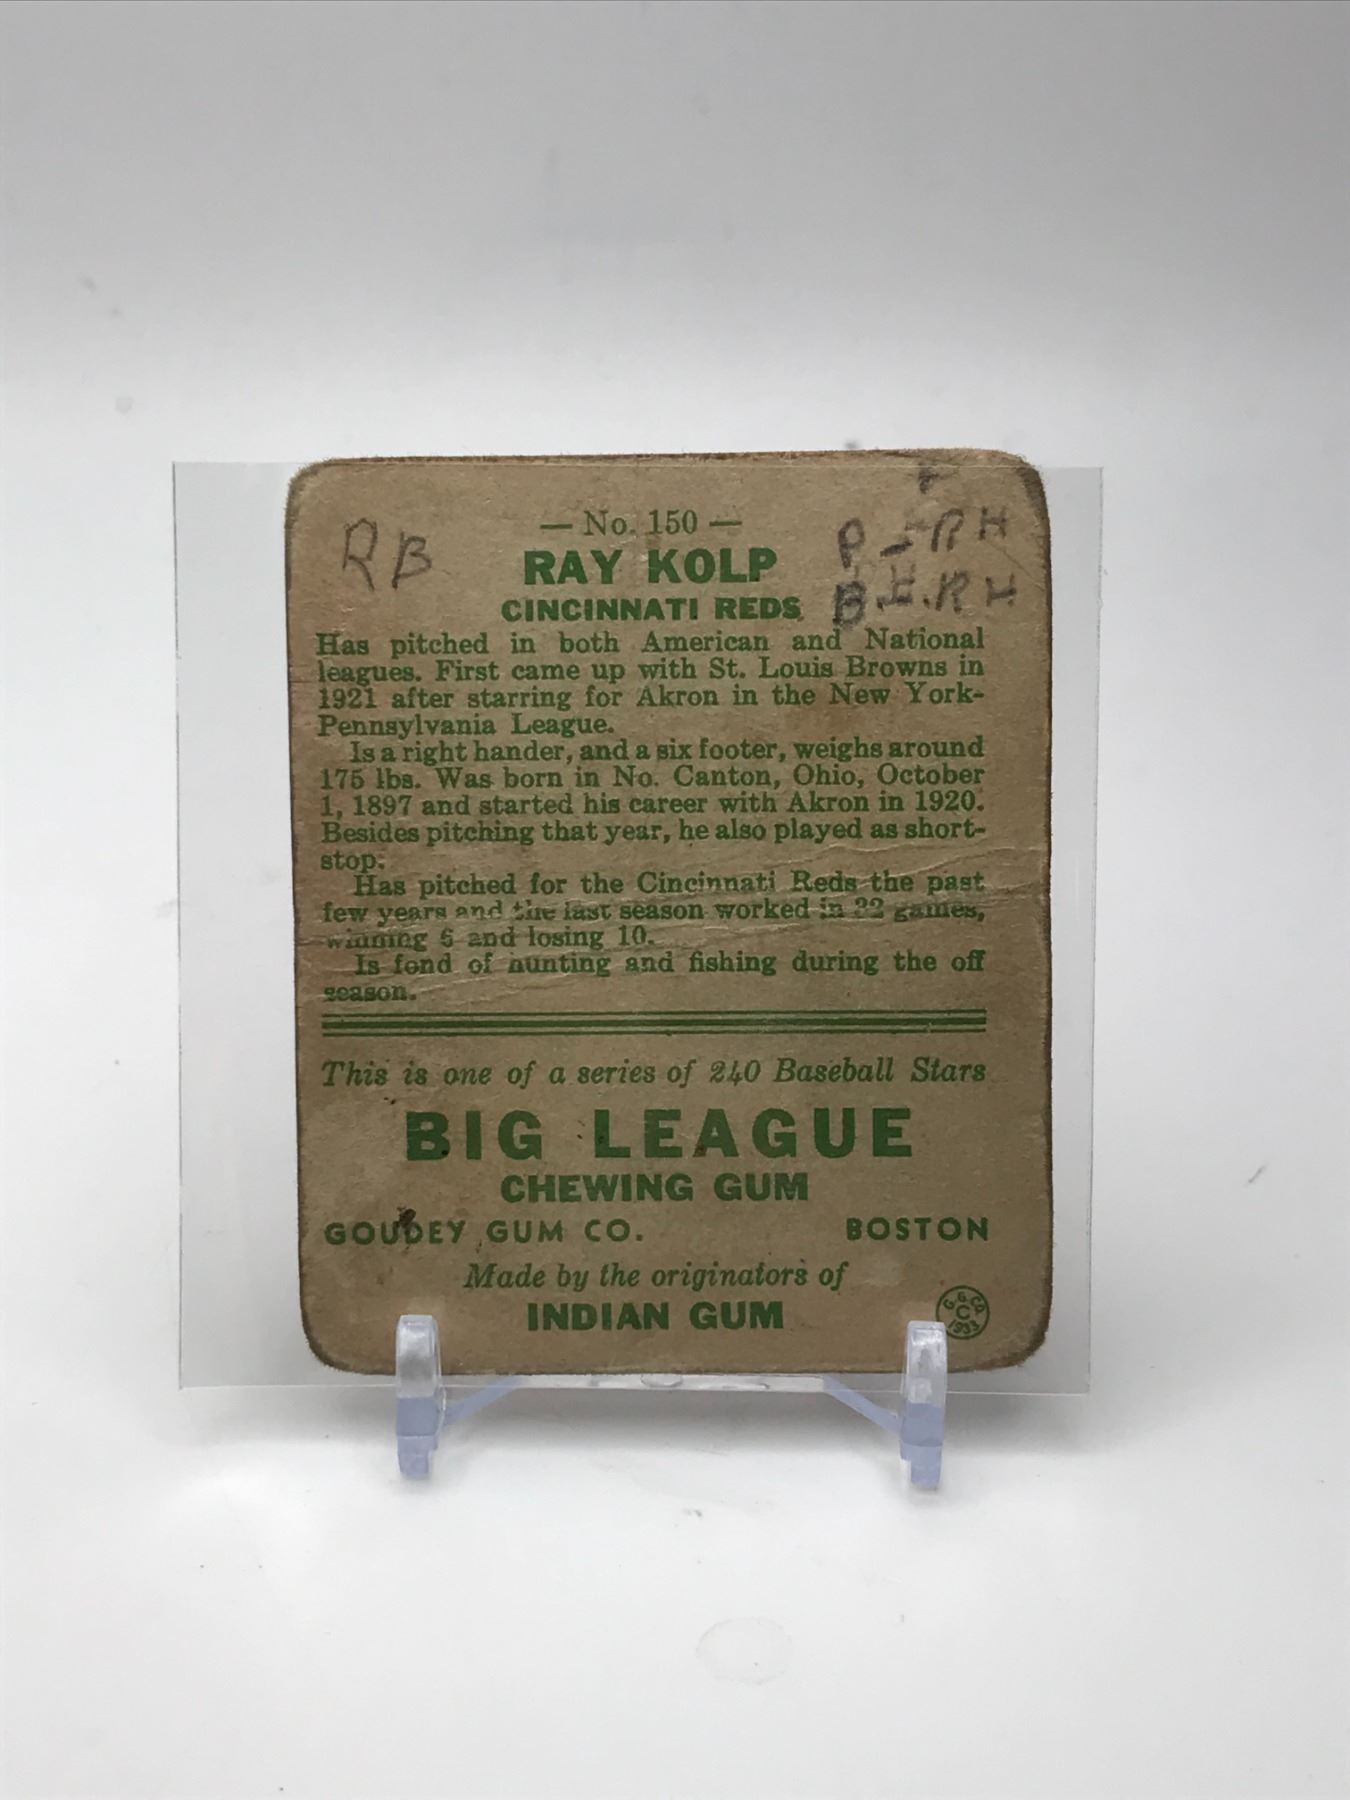 — No. 150 —
RAY KOLP
CINCINNATI REDS
RB
P-RH
B.H.RH
Has pitched in both American and National
leagues. First came up with St. Louis Browns in
1921 after starring for Akron in the New York-
Pennsylvania League.
Is a right hander, and a six footer, weighs around
175 lbs. Was born in No. Canton, Ohio, October
1, 1897 and started his career with Akron in 1920.
Besides pitching that year, he also played as short-
stop.
Has pitched for the Cincinnati Reds the past
few years and the last season worked in 32 games,
winning 6 and losing 10.
Is fond of hunting and fishing during the off
season.
This is one of a series of 240 Baseball Stars
BIG LEAGUE
CHEWING GUM
GOUDEY GUM CO. BOSTON
Made by the originators of
INDIAN GUM
G. G. CO.
C
1933